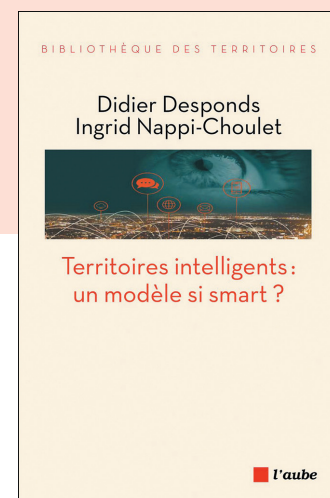 BIBLIOTHÈQUE DES TERRITOIRES
Didier Desponds
Ingrid Nappi-Choulet
Territoires intelligents :
un modèle si smart ?
l'aube